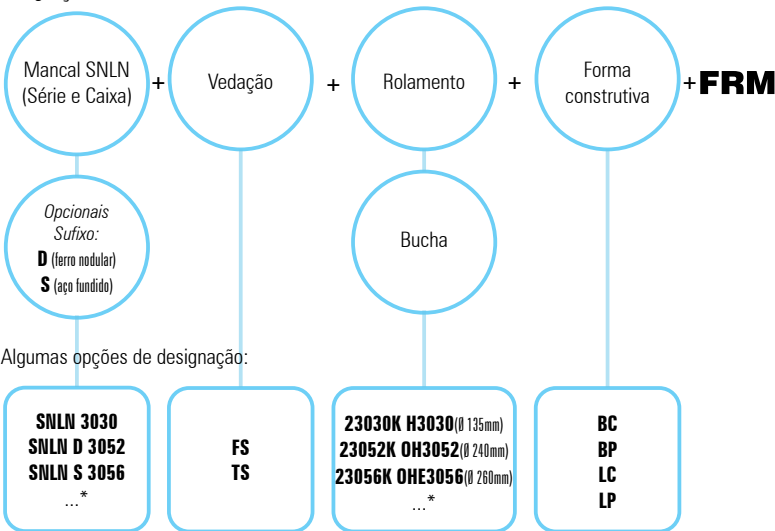 Mancal SNLN
(Série e Caixa)
+
Vedação
+
Rolamento
+
Forma
construtiva
+FRM
Opcionais
Sufixo:
D (ferro nodular)
S (aço fundido)
Bucha
Algumas opções de designação:
SNLN 3030
SNLN D 3052
SNLN S 3056
...*
FS
TS
23030K H3030(Ø 135mm)
23052K OH3052(Ø 240mm)
23056K OHE3056(Ø 260mm)
...*
BC
BP
LC
LP